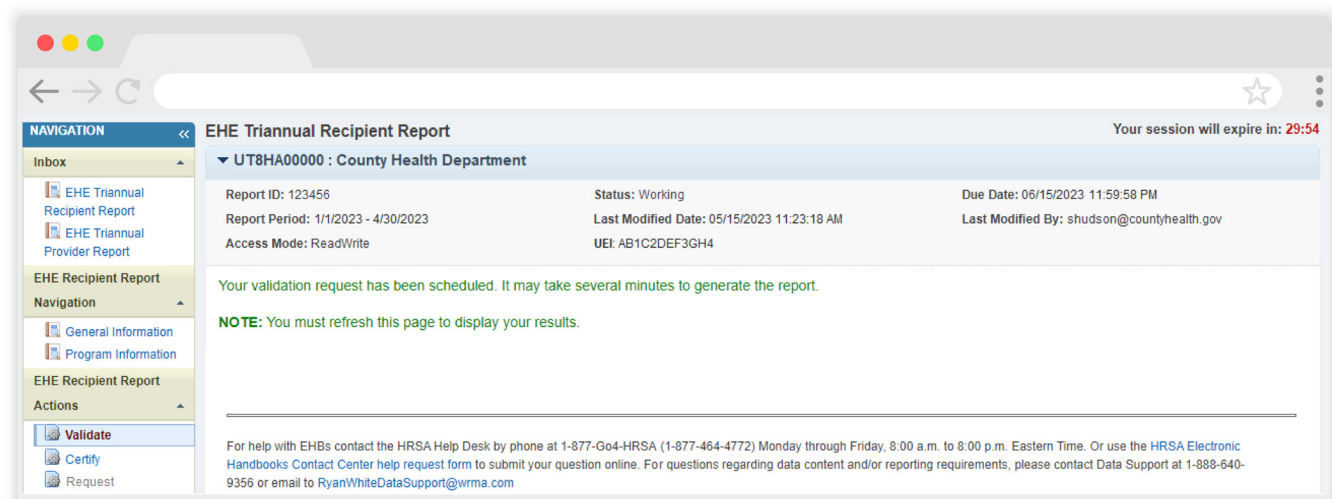 NAVIGATION «
Inbox
EHE Triannual
Recipient Report
EHE Triannual
Provider Report
EHE Recipient Report
Navigation
General Information
Program Information
EHE Recipient Report
Actions
Validate
Certify
Request
EHE Triannual Recipient Report
Your session will expire in: 29:54
UT8HA00000 : County Health Department
Report ID: 123456 Status: Working Due Date: 06/15/2023 11:59:58 PM
Report Period: 1/1/2023 - 4/30/2023 Last Modified Date: 05/15/2023 11:23:18 AM Last Modified By: shudson@countyhealth.gov
Access Mode: ReadWrite UEI: AB1C2DEF3GH4
Your validation request has been scheduled. It may take several minutes to generate the report.
NOTE: You must refresh this page to display your results.
For help with EHBs contact the HRSA Help Desk by phone at 1-877-Go4-HRSA (1-877-464-4772) Monday through Friday, 8:00 a.m. to 8:00 p.m. Eastern Time. Or use the HRSA Electronic
Handbooks Contact Center help request form to submit your question online. For questions regarding data content and/or reporting requirements, please contact Data Support at 1-888-640-
9356 or email to RyanWhiteDataSupport@wrma.com